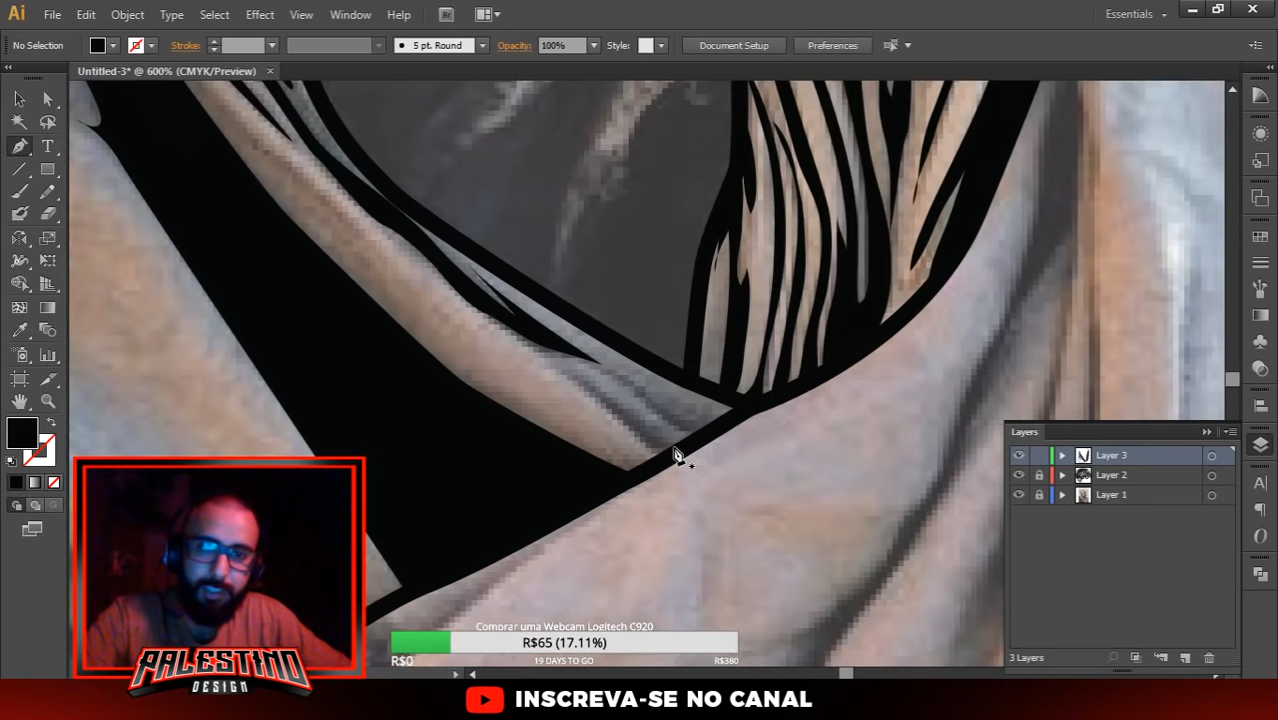 Ai File Edit Object Type Select Effect View Window Help Br Essentials
No Selection Stroke: 5 pt. Round Opacity: 100% Style: Document Setup Preferences
Untitled-3* @ 600% (CMYK/Preview) ×
Layers
Layer 3
Layer 2
Layer 1
3 Layers
Comprar uma Webcam Logitech C920
R$65 (17.11%)
R$0 19 DAYS TO GO R$380
PALESTINO
DESIGN
INSCREVA-SE NO CANAL